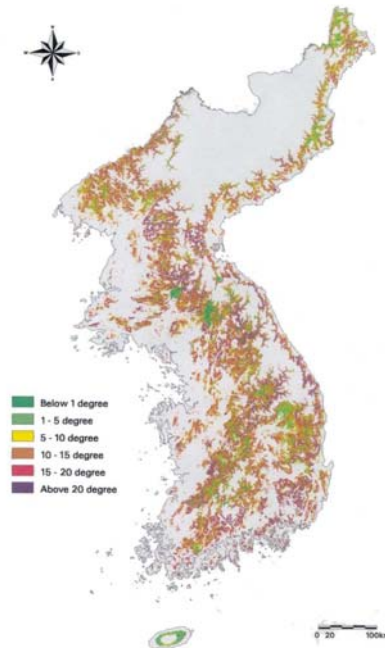 Below 1 degree
1 - 5 degree
5 - 10 degree
10 - 15 degree
15 - 20 degree
Above 20 degree
0 20 100km